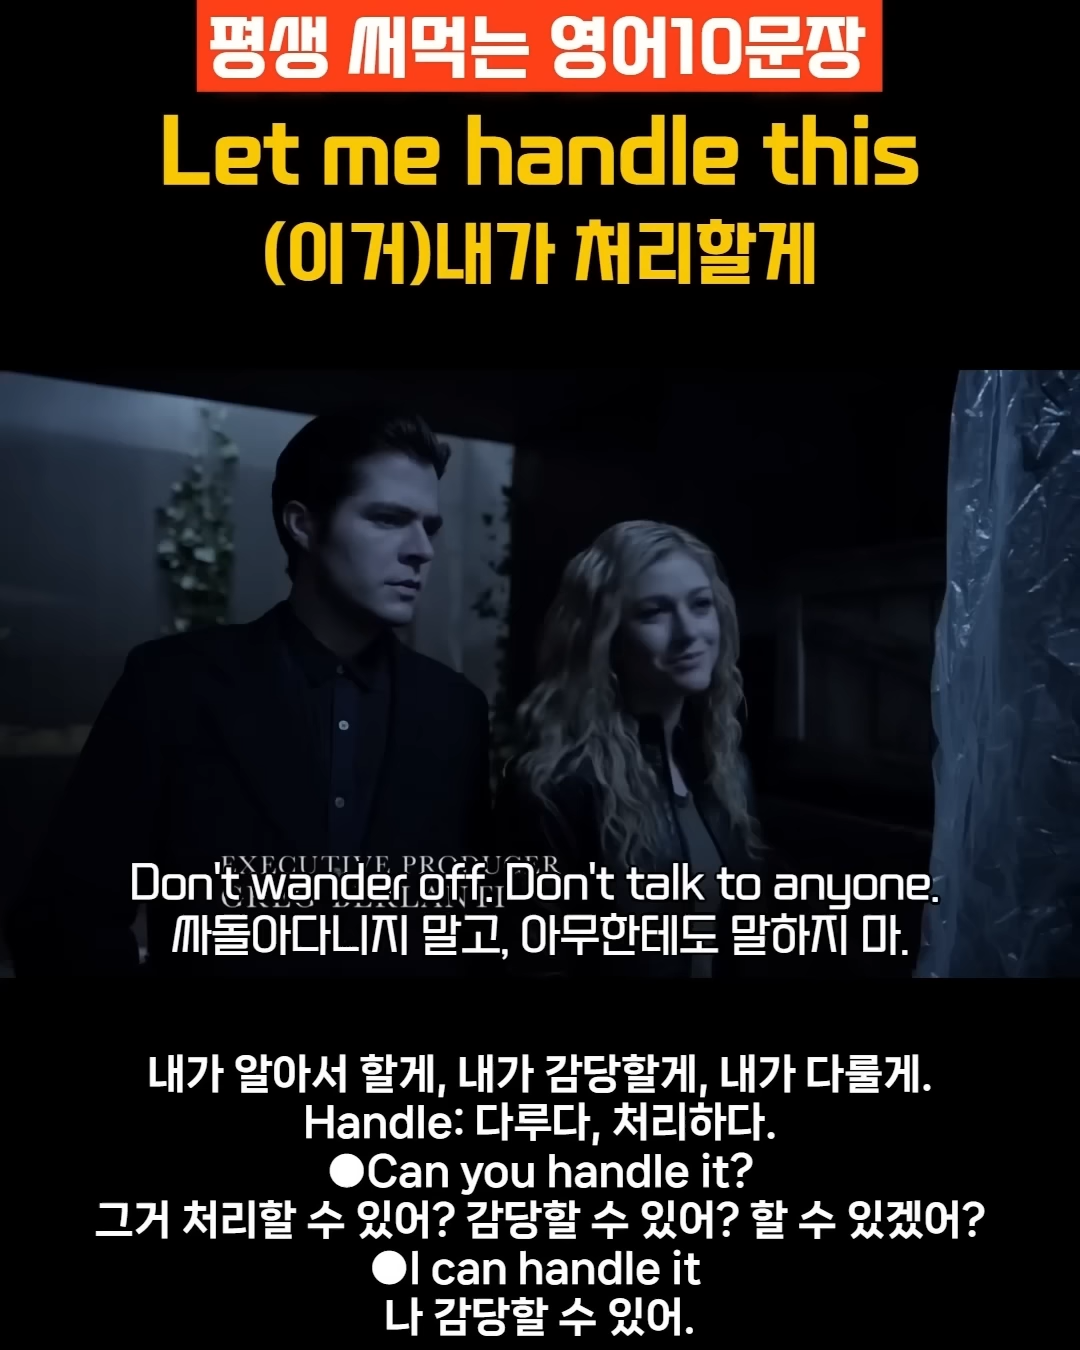 평생 써먹는 영어10문장
Let me handle this
(이거)내가 처리할게
EXECUTIVE PRODUCER
GREG BERLANTI
Don't wander off. Don't talk to anyone.
싸돌아다니지 말고, 아무한테도 말하지 마.
내가 알아서 할게, 내가 감당할게, 내가 다룰게.
Handle: 다루다, 처리하다.
●Can you handle it?
그거 처리할 수 있어? 감당할 수 있어? 할 수 있겠어?
●I can handle it
나 감당할 수 있어.